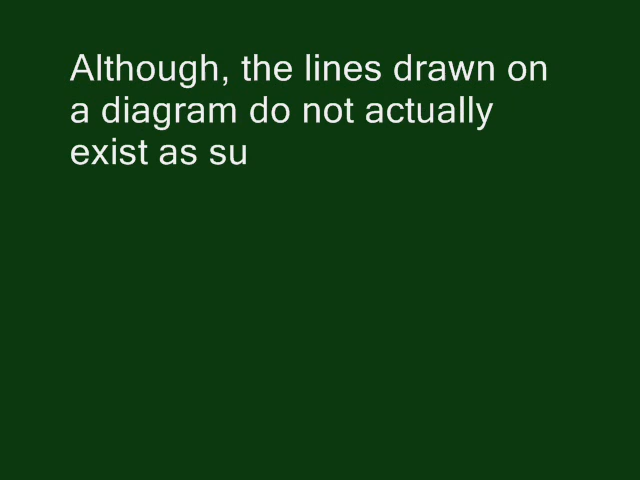 Although, the lines drawn on
a diagram do not actually
exist as su